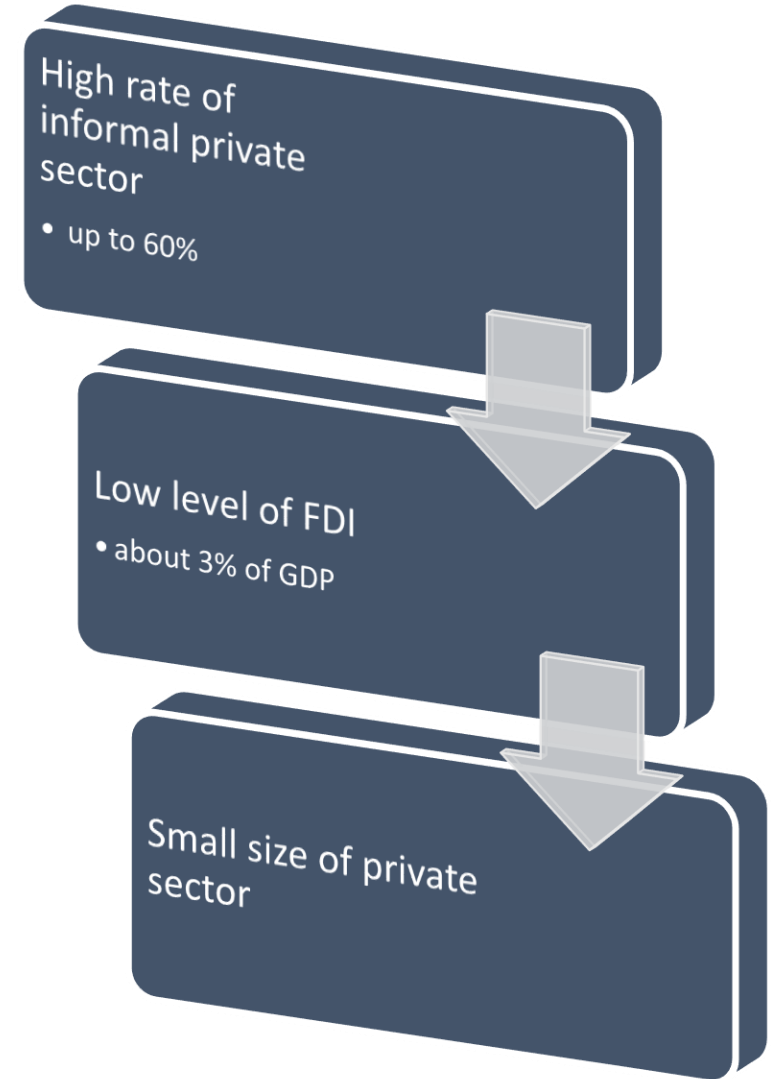 High rate of
informal private
sector
• up to 60%
Low level of FDI
• about 3% of GDP
Small size of private
sector